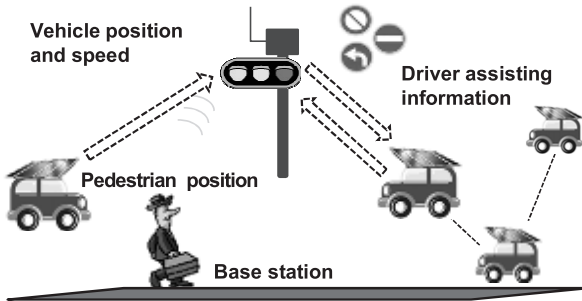 Vehicle position
and speed
Driver assisting
information
Pedestrian position
Base station